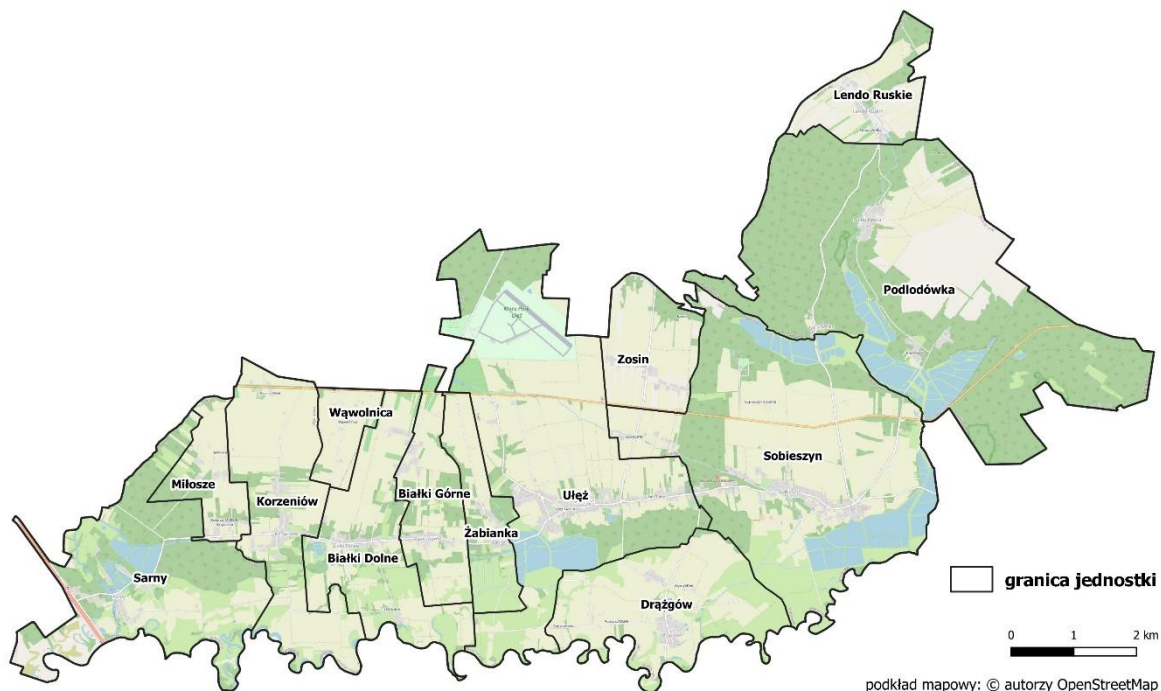 Lendo Ruskie
Podlodówka
Zosin
Wąwolnica
Sobieszyn
Miłosze
Korzeniów
Białki Górne
Ułęż
Żabianka
Białki Dolne
Sarny
Drążgów
granica jednostki
0 1 2 km
podkład mapowy: © autorzy OpenStreetMap